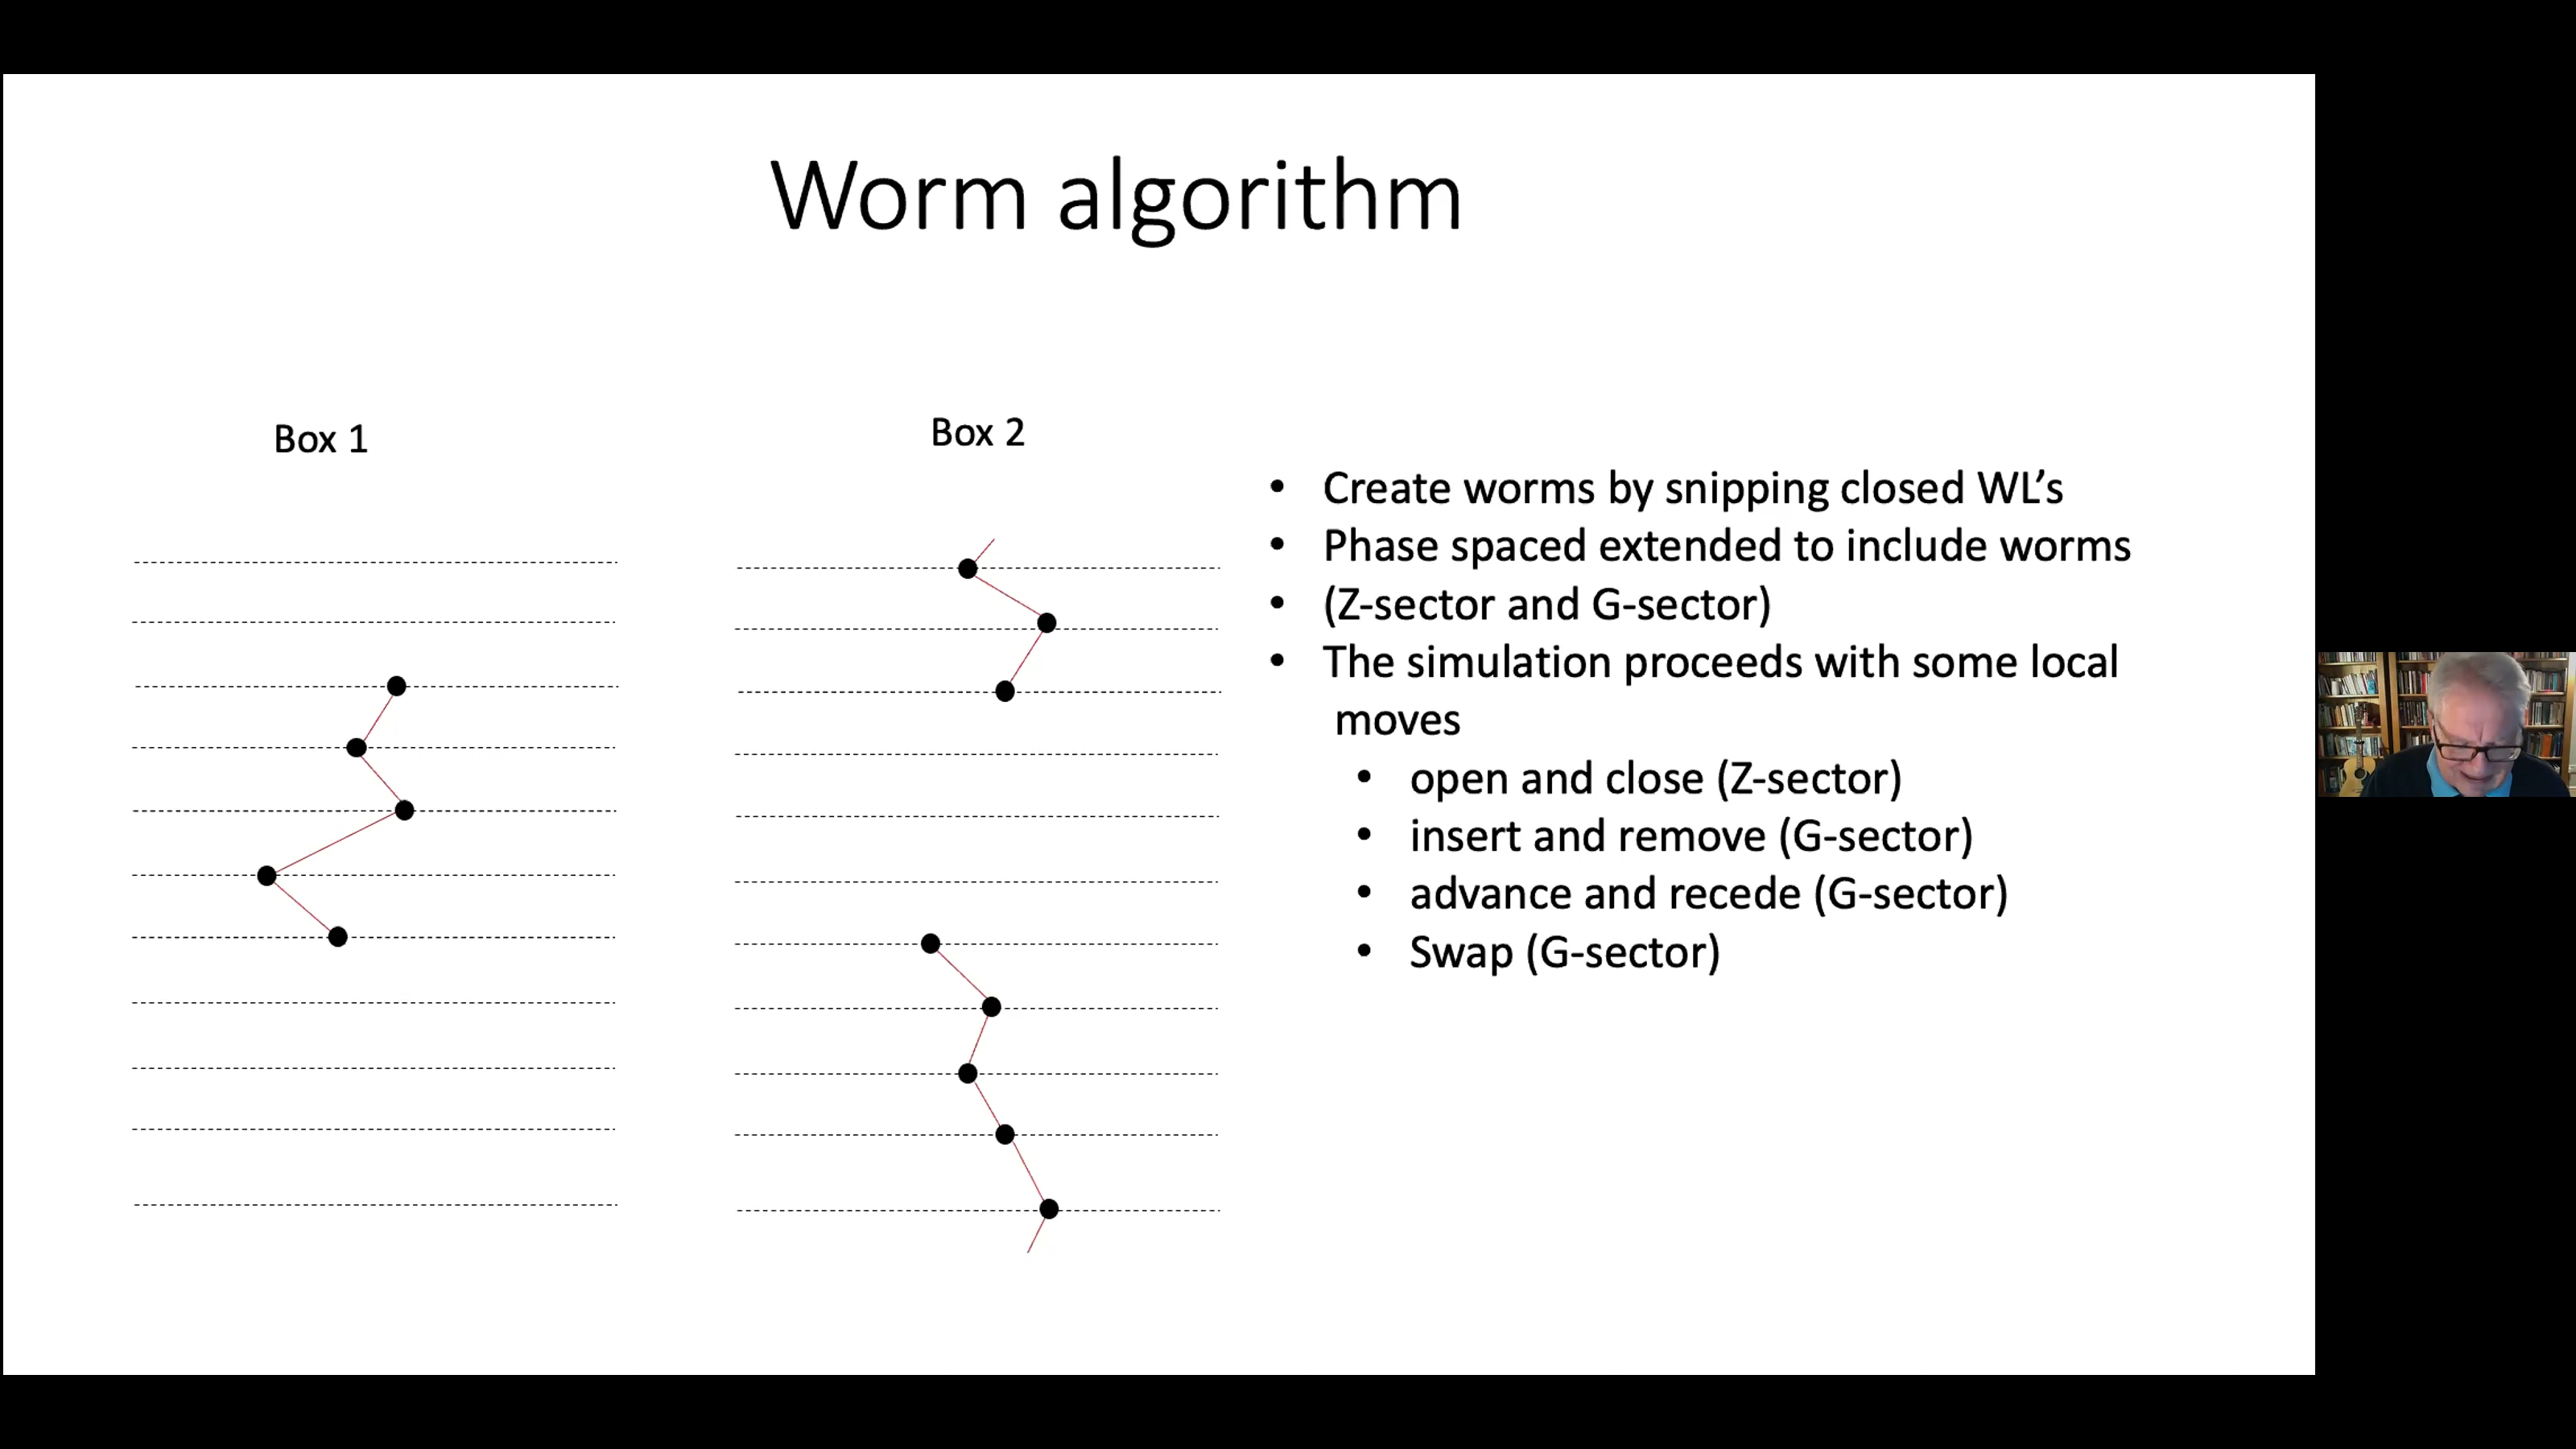 Worm algorithm
Box 1
Box 2
• Create worms by snipping closed WL’s
• Phase spaced extended to include worms
• (Z-sector and G-sector)
• The simulation proceeds with some local
moves
• open and close (Z-sector)
• insert and remove (G-sector)
• advance and recede (G-sector)
• Swap (G-sector)